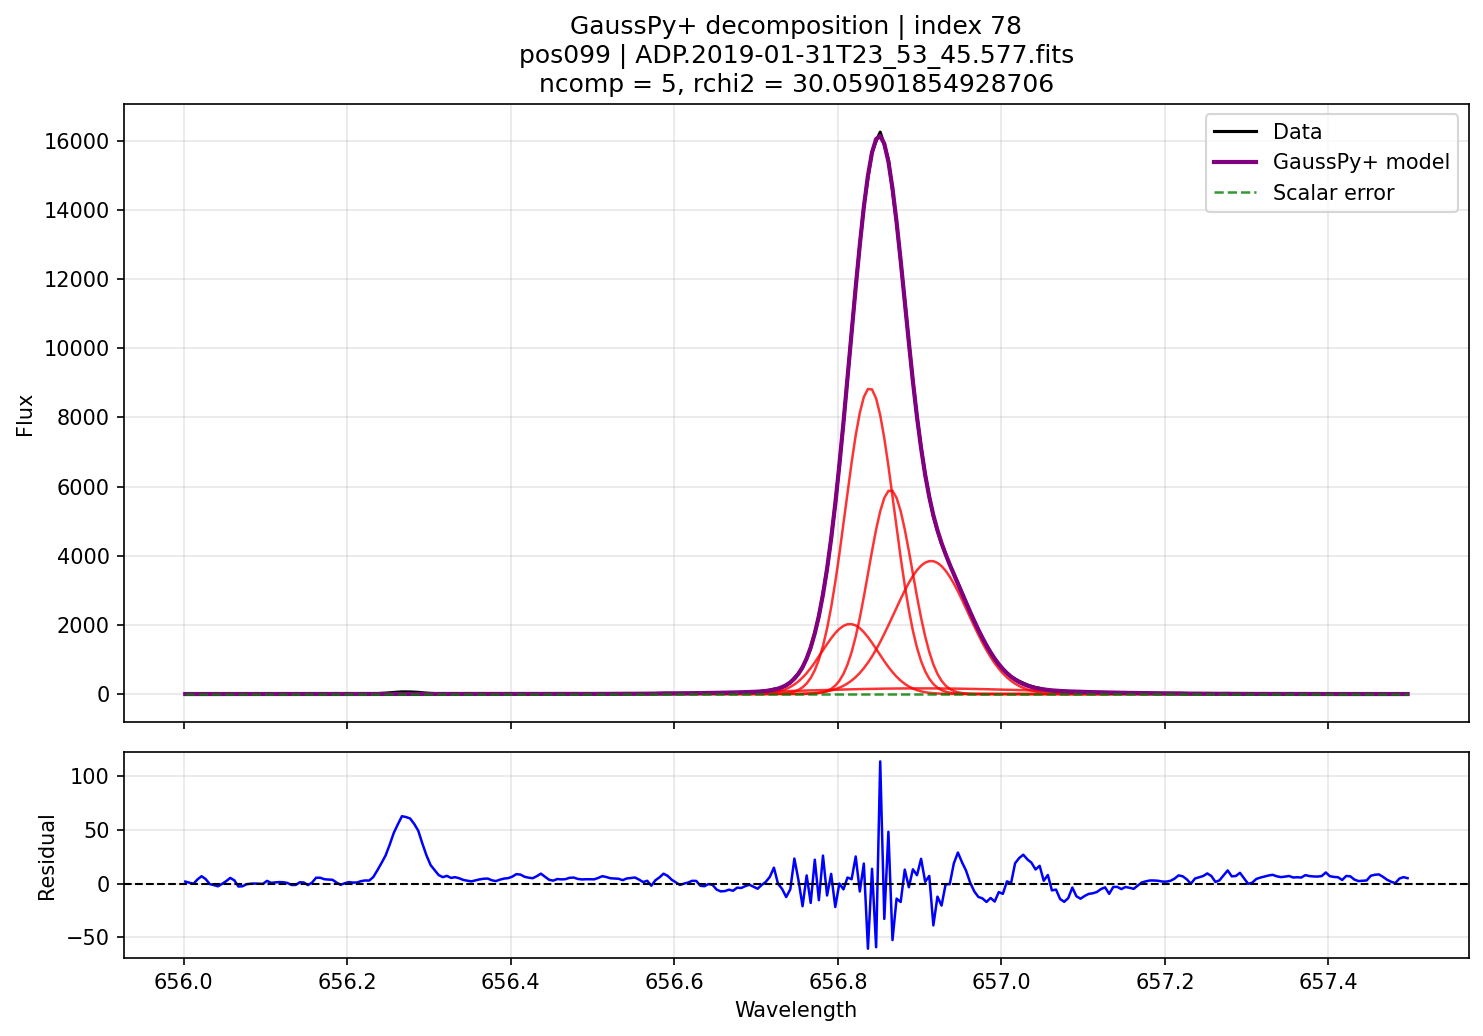 GaussPy+ decomposition | index 78
pos099 | ADP.2019-01-31T23_53_45.577.fits
ncomp = 5, rchi2 = 30.05901854928706
Data
GaussPy+ model
Scalar error
16000
14000
12000
10000
8000
6000
4000
2000
0
Flux
100
50
0
−50
Residual
656.0
656.2
656.4
656.6
656.8
657.0
657.2
657.4
Wavelength